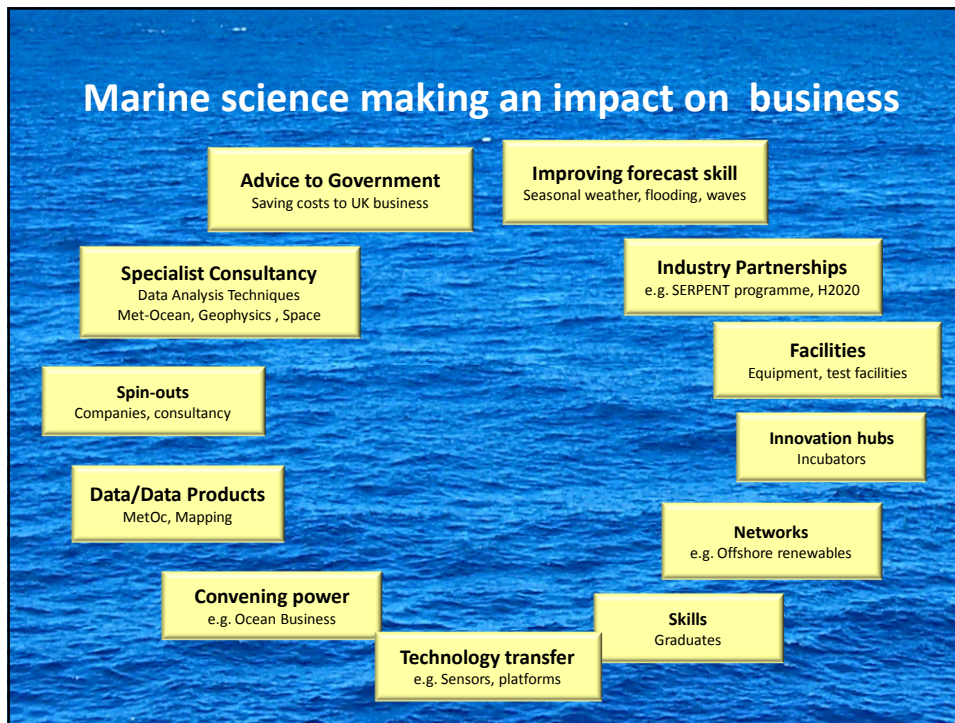 Marine science making an impact on  business
Advice to Government
Saving costs to UK business
Improving forecast skill
Seasonal weather, flooding, waves
Specialist Consultancy
Data Analysis Techniques
Met-Ocean, Geophysics , Space
Industry Partnerships
e.g. SERPENT programme, H2020
Facilities
Equipment, test facilities
Spin-outs
Companies, consultancy
Innovation hubs
Incubators
Data/Data Products
MetOc, Mapping
Networks
e.g. Offshore renewables
Convening power
e.g. Ocean Business
Skills
Graduates
Technology transfer
e.g. Sensors, platforms